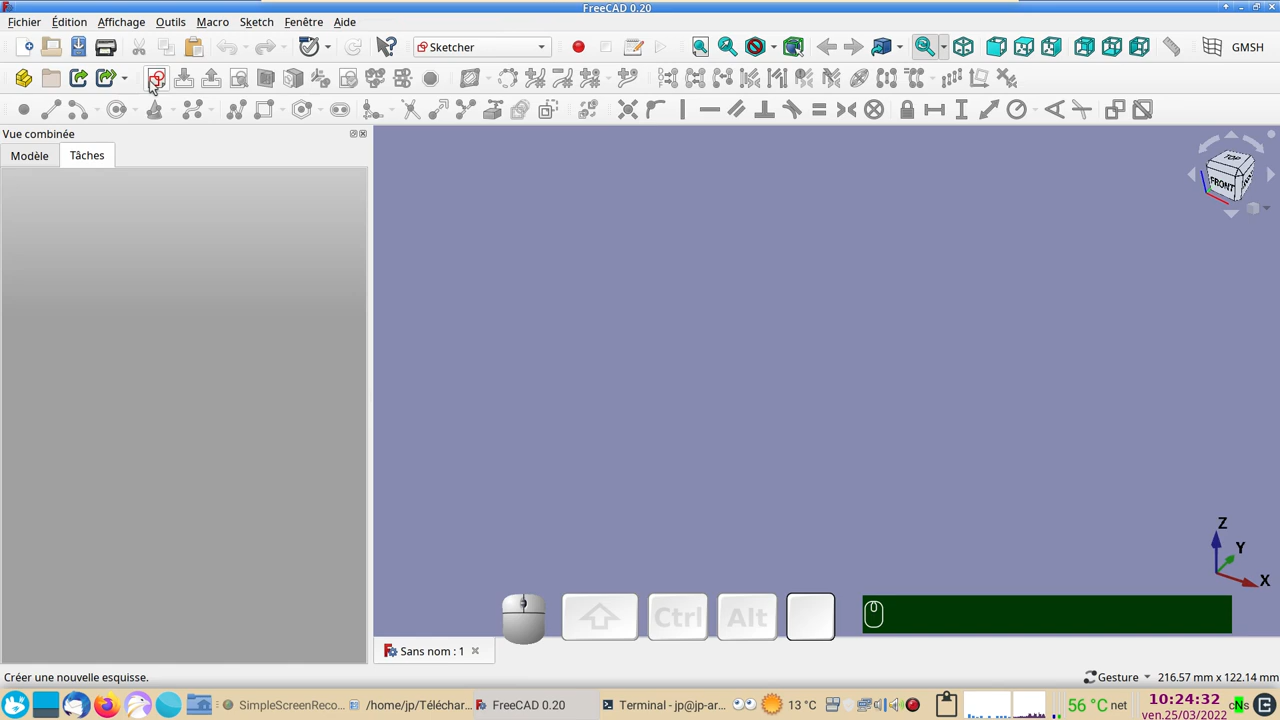 FreeCAD 0.20
Fichier Édition Affichage Outils Macro Sketch Fenêtre Aide
Sketcher GMSH
Vue combinée
Modèle Tâches
TOP
FRONT
Z
Y
X
Ctrl Alt
Sans nom : 1
Créer une nouvelle esquisse. Gesture 216.57 mm x 122.14 mm
SimpleScreenReco... /home/jp/Téléchar... FreeCAD 0.20 Terminal - jp@jp-ar... 13 °C 56 °C net 10:24:32
ven.25/03/2022